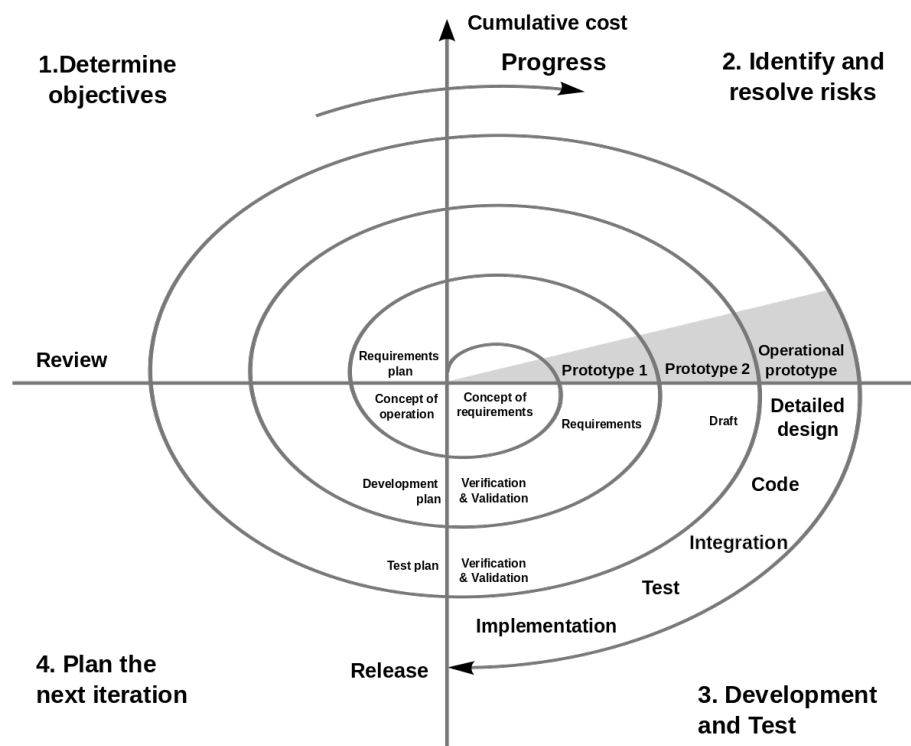 Cumulative cost
Progress
1.Determine
objectives
2. Identify and
resolve risks
Review
Requirements
plan
Prototype 1
Prototype 2
Operational
prototype
Concept of
operation
Concept of
requirements
Requirements
Draft
Detailed
design
Development
plan
Verification
& Validation
Code
Integration
Test plan
Verification
& Validation
Test
Implementation
Release
4. Plan the
next iteration
3. Development
and Test